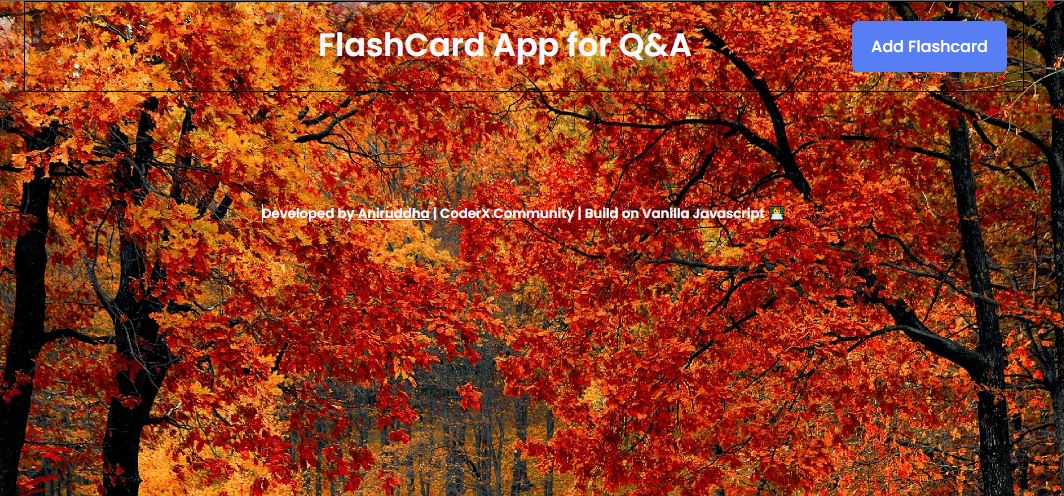 FlashCard App for Q&A
Add Flashcard
Developed by Aniruddha | CoderX Community | Build on Vanilla Javascript 👨‍💻